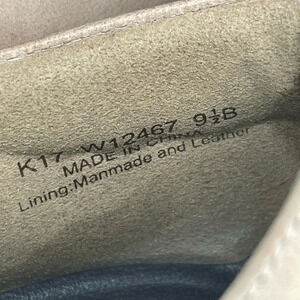 K17 W12467 9½B
MADE IN CHINA
Lining:Manmade and Leather